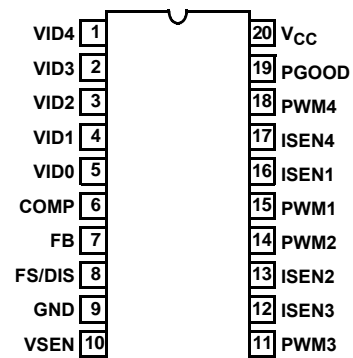 VID4 1 20 VCC
VID3 2 19 PGOOD
VID2 3 18 PWM4
VID1 4 17 ISEN4
VID0 5 16 ISEN1
COMP 6 15 PWM1
FB 7 14 PWM2
FS/DIS 8 13 ISEN2
GND 9 12 ISEN3
VSEN 10 11 PWM3